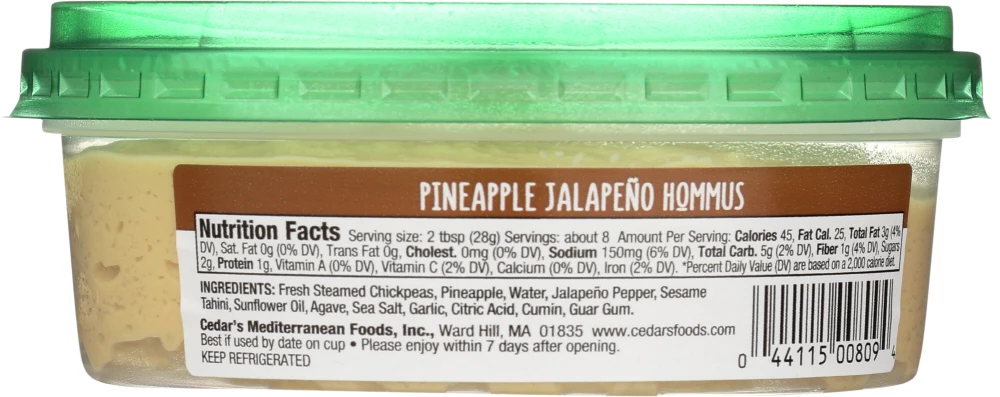 PINEAPPLE JALAPEÑO HOMMUS
Nutrition Facts Serving size: 2 tbsp (28g) Servings: about 8 Amount Per Serving: Calories 45, Fat Cal. 25, Total Fat 3g (4%
DV), Sat. Fat 0g (0% DV), Trans Fat 0g, Cholest. 0mg (0% DV), Sodium 150mg (6% DV), Total Carb. 5g (2% DV), Fiber 1g (4% DV), Sugars
2g, Protein 1g, Vitamin A (0% DV), Vitamin C (2% DV), Calcium (0% DV), Iron (2% DV). *Percent Daily Value (DV) are based on a 2,000 calorie diet.
INGREDIENTS: Fresh Steamed Chickpeas, Pineapple, Water, Jalapeño Pepper, Sesame
Tahini, Sunflower Oil, Agave, Sea Salt, Garlic, Citric Acid, Cumin, Guar Gum.
Cedar's Mediterranean Foods, Inc., Ward Hill, MA 01835 www.cedarsfoods.com
Best if used by date on cup • Please enjoy within 7 days after opening.
KEEP REFRIGERATED
0 44115 00809 4